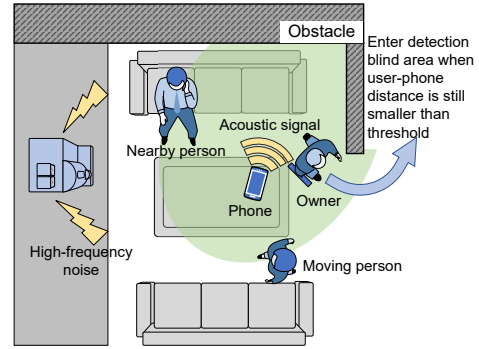 Obstacle
Enter detection
blind area when
user-phone
distance is still
smaller than
threshold
Acoustic signal
Nearby person
Phone
Owner
High-frequency
noise
Moving person